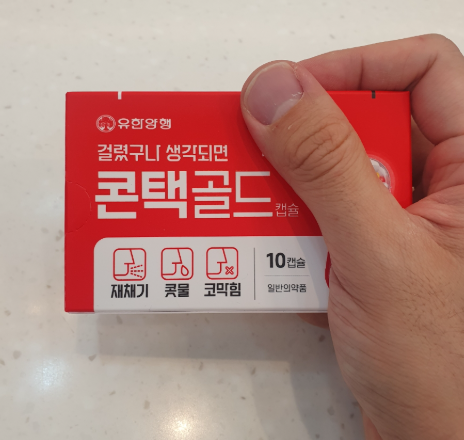 유한양행
걸렸구나 생각되면
콘택골드 캡슐
재채기 콧물 코막힘
10캡슐
일반의약품